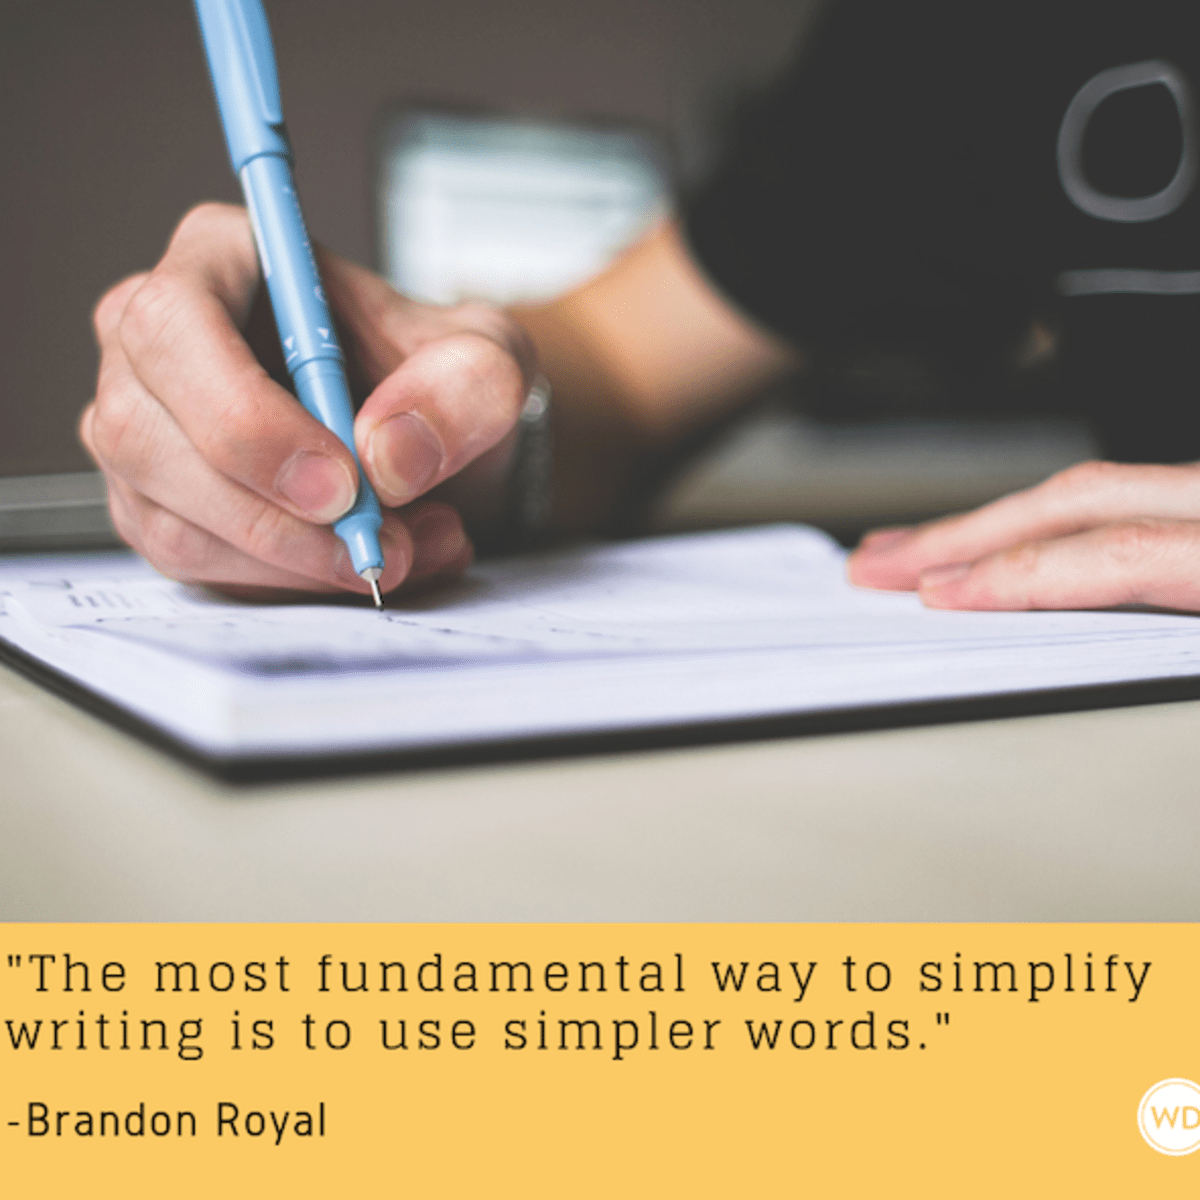 "The most fundamental way to simplify
writing is to use simpler words."
-Brandon Royal
WD